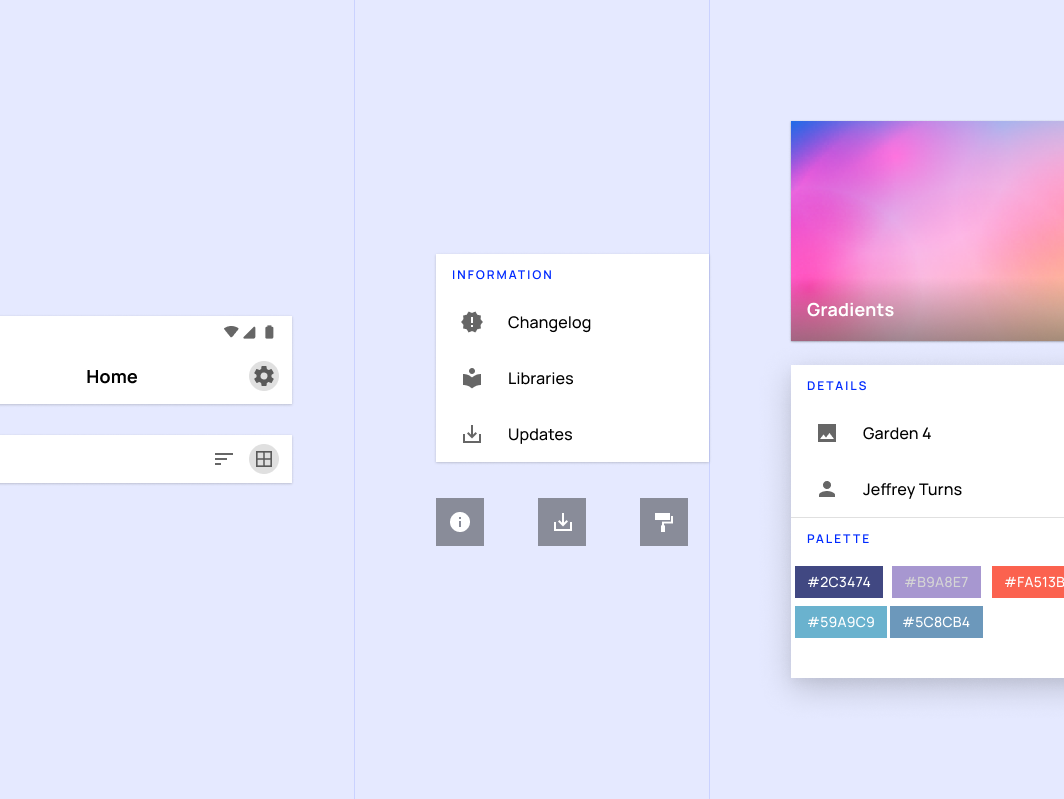 Home
INFORMATION
Changelog
Libraries
Updates
Gradients
DETAILS
Garden 4
Jeffrey Turns
PALETTE
#2C3474 #B9A8E7 #FA513B
#59A9C9 #5C8CB4